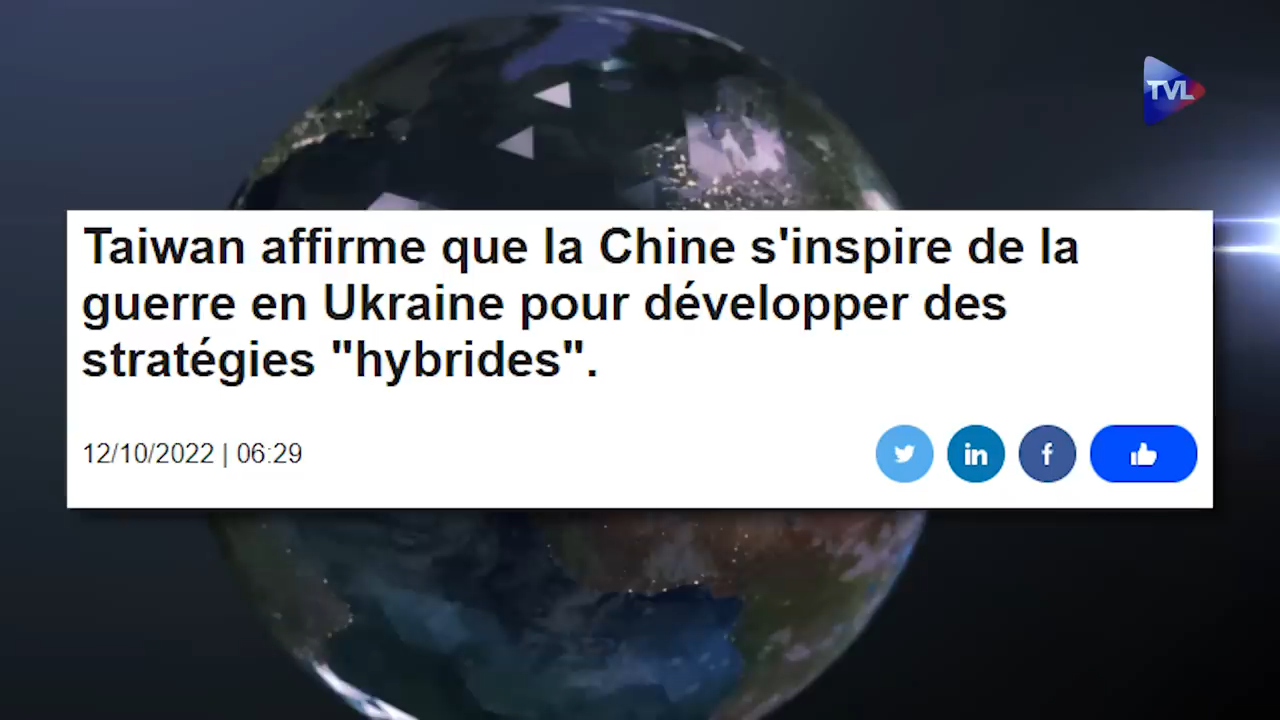 TVL
Taiwan affirme que la Chine s'inspire de la
guerre en Ukraine pour développer des
stratégies "hybrides".
12/10/2022 | 06:29
in
f